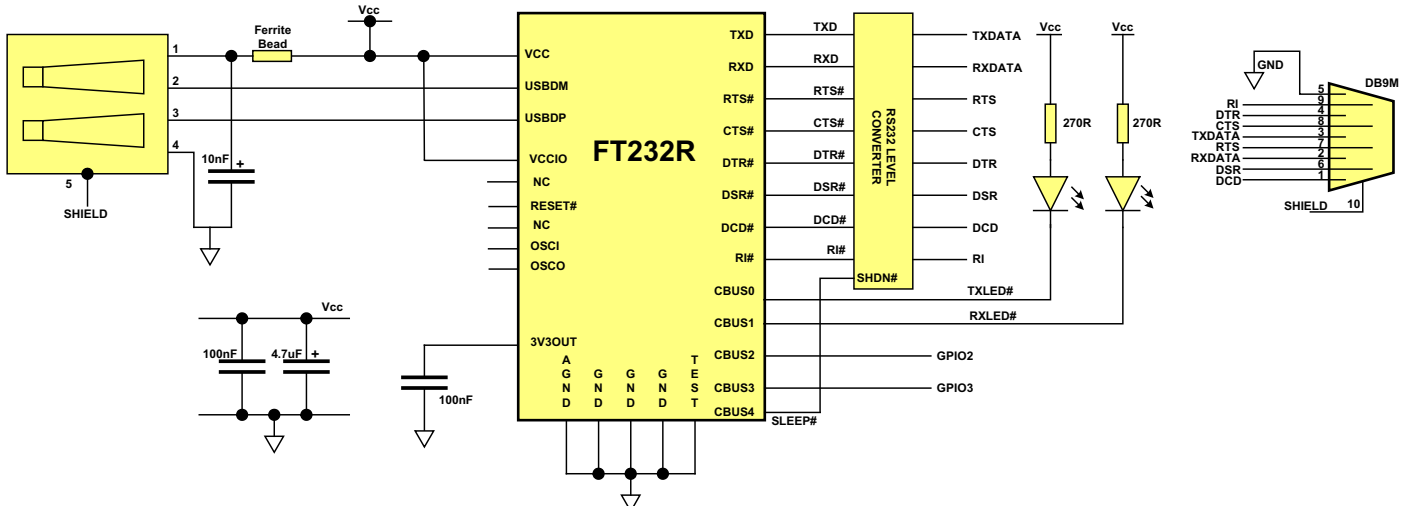 1
2
3
4
5
SHIELD
10nF
+
Ferrite
Bead
Vcc
VCC
USBDM
USBDP
VCCIO
NC
RESET#
NC
OSCI
OSCO
3V3OUT
FT232R
AGND
GND
GND
GND
TEST
TXD
RXD
RTS#
CTS#
DTR#
DSR#
DCD#
RI#
CBUS0
CBUS1
CBUS2
CBUS3
CBUS4
TXD
RXD
RTS#
CTS#
DTR#
DSR#
DCD#
RI#
SLEEP#
RS232 LEVEL
CONVERTER
SHDN#
TXDATA
RXDATA
RTS
CTS
DTR
DSR
DCD
RI
TXLED#
RXLED#
GPIO2
GPIO3
Vcc
Vcc
270R
270R
GND
DB9M
RI
DTR
CTS
TXDATA
RTS
RXDATA
DSR
DCD
5
9
4
8
3
7
2
6
1
SHIELD
10
Vcc
100nF
4.7uF
+
100nF